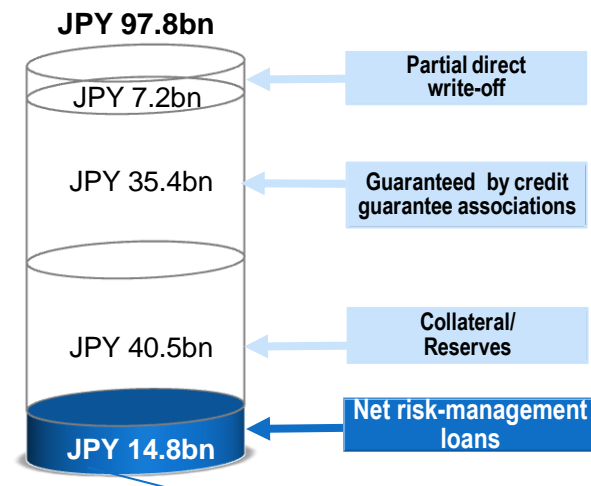 JPY 97.8bn
Partial direct
write-off
JPY 7.2bn
JPY 35.4bn
Guaranteed by credit
guarantee associations
JPY 40.5bn
Collateral/
Reserves
Net risk-management
loans
JPY 14.8bn